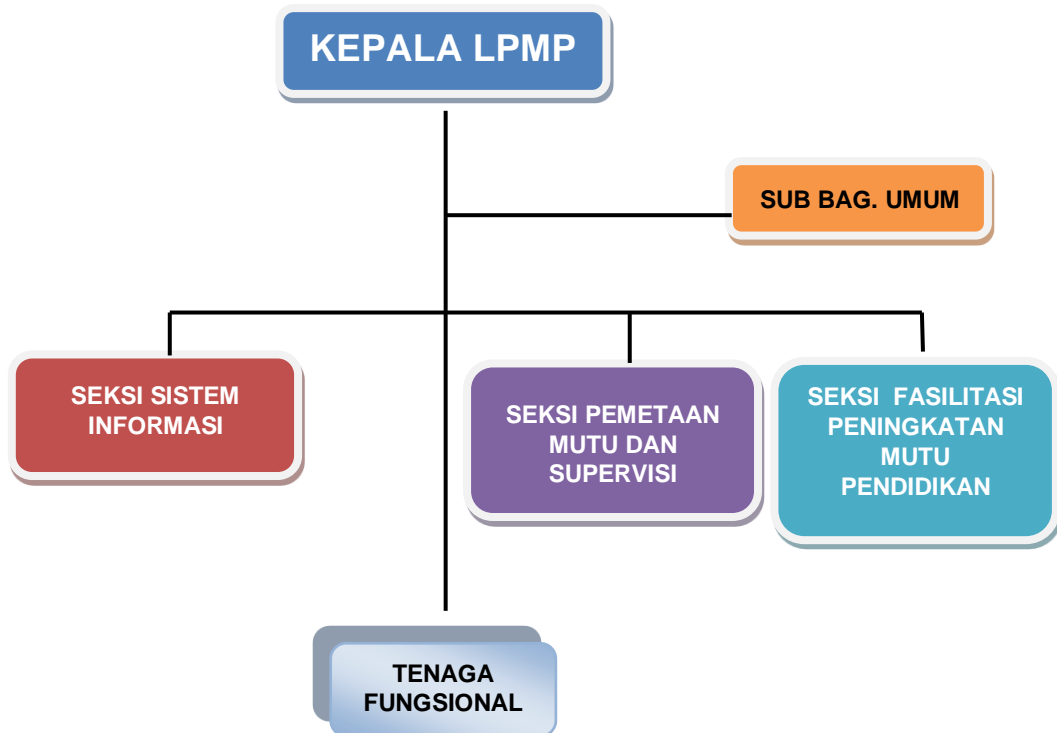 KEPALA LPMP
SUB BAG. UMUM
SEKSI SISTEM
INFORMASI
SEKSI PEMETAAN
MUTU DAN
SUPERVISI
SEKSI FASILITASI
PENINGKATAN
MUTU
PENDIDIKAN
TENAGA
FUNGSIONAL